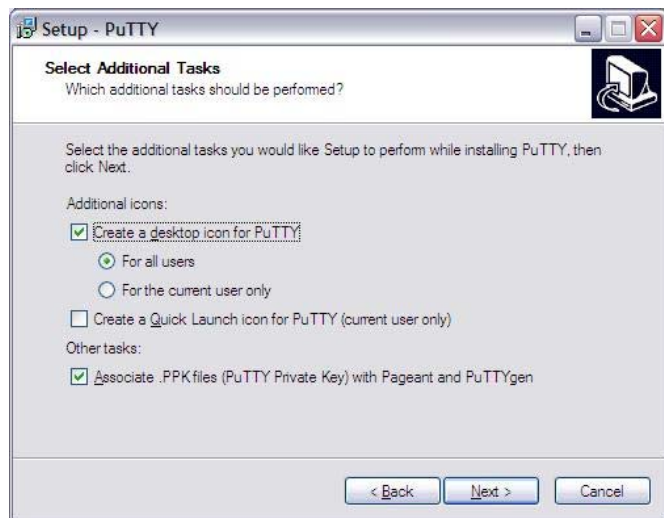 Setup - PuTTY
Select Additional Tasks
Which additional tasks should be performed?
Select the additional tasks you would like Setup to perform while installing PuTTY, then
click Next.
Additional icons:
Create a desktop icon for PuTTY
For all users
For the current user only
Create a Quick Launch icon for PuTTY (current user only)
Other tasks:
Associate .PPK files (PuTTY Private Key) with Pageant and PuTTYgen
< Back Next > Cancel